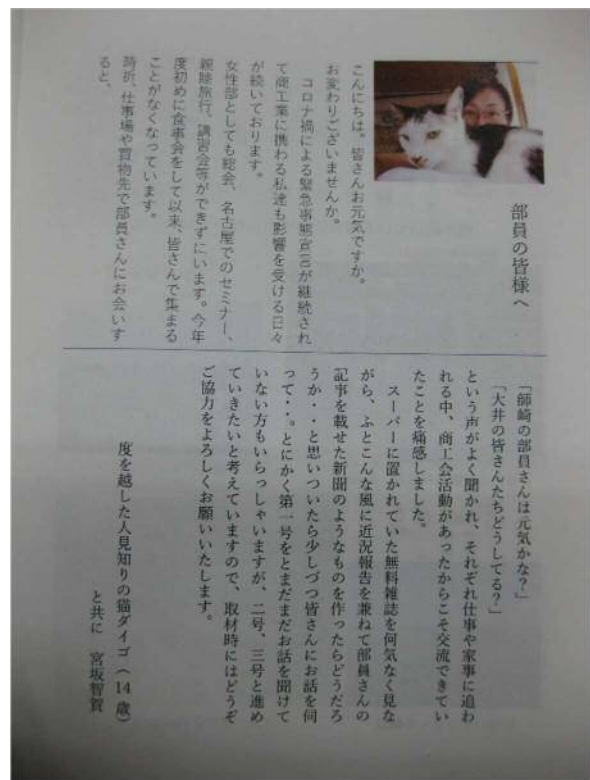 部員の皆様へ
こんにちは。皆さんお元気ですか。
お変わりございませんか。
コロナ禍による緊急事態宣言が継続され
て商工業に携わる私達も影響を受ける日々
が続いております。
女性部としても総会、名古屋でのセミナー、
親睦旅行、講習会等ができずにいます。今年
度初めに食事会をして以来、皆さんで集まる
ことがなくなっています。
時折、仕事場や買物先で部員さんにお会いす
ると、
「師崎の部員さんは元気かな?」
「大井の皆さんたちどうしてる?」
という声がよく聞かれ、それぞれ仕事や家事に追わ
れる中、商工会活動があったからこそ交流できてい
たことを痛感しました。
スーパーに置かれていた無料雑誌を何気なく見な
がら、ふとこんな風に近況報告を兼ねて部員さんの
記事を載せた新聞のようなものを作ったらどうだろ
うか・・と思いついたら少しづつ皆さんにお話を伺
って・・。とにかく第一号をとまだまだお話を聞けて
いない方もいらっしゃいますが、二号、三号と進め
ていきたいと考えていますので、取材時にはどうぞ
ご協力をよろしくお願いいたします。
度を越した人見知りの猫ダイゴ(14歳)
と共に 宮坂智賀